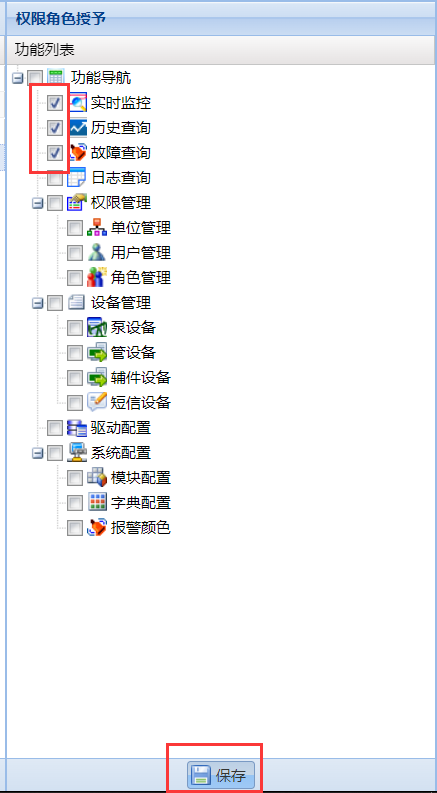 权限角色授予
功能列表
功能导航
实时监控
历史查询
故障查询
日志查询
权限管理
单位管理
用户管理
角色管理
设备管理
泵设备
管设备
辅件设备
短信设备
驱动配置
系统配置
模块配置
字典配置
报警颜色
保存